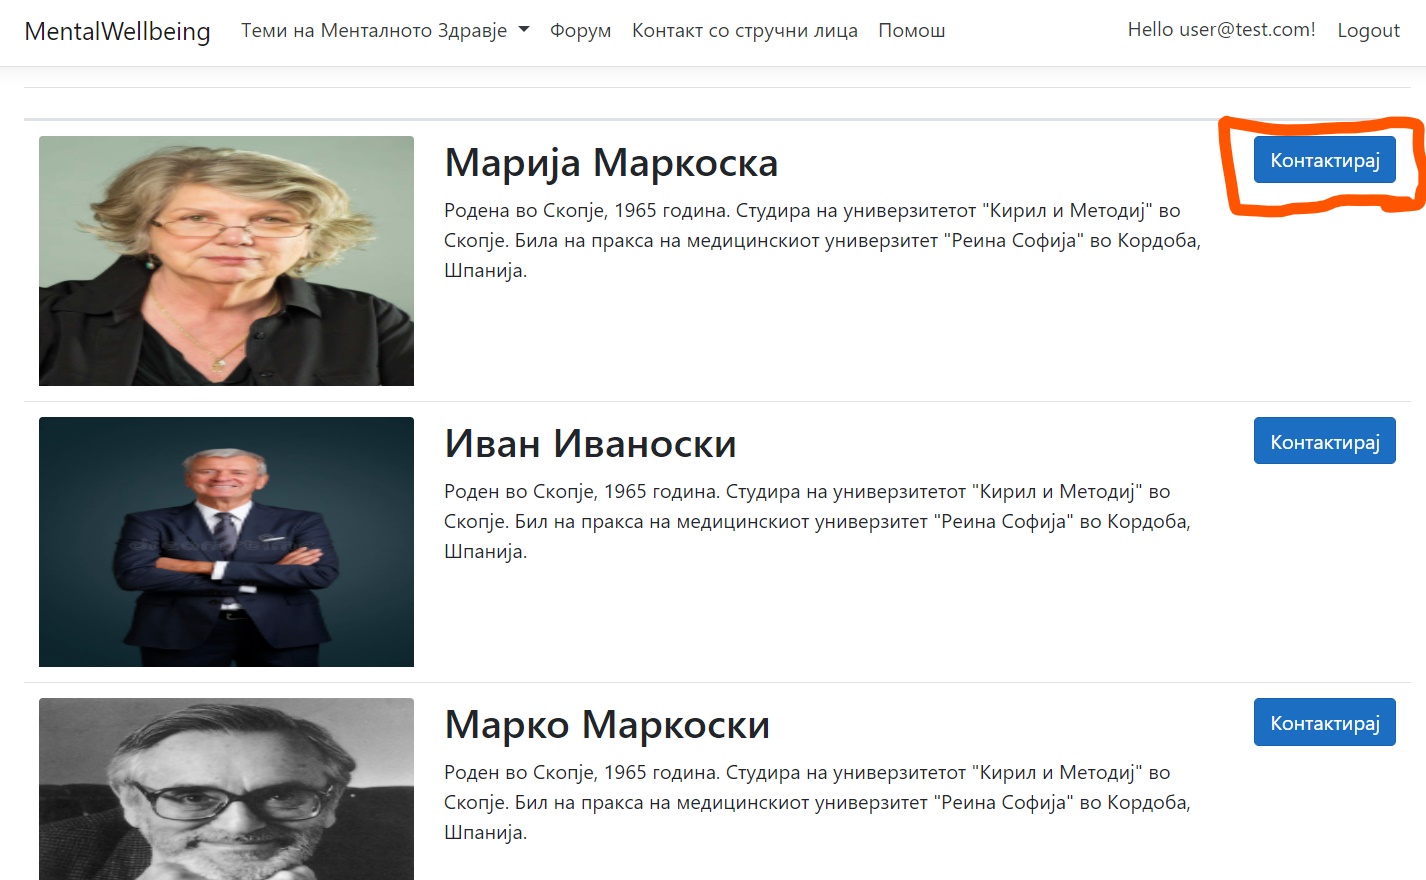 MentalWellbeing Теми на Менталното Здравје Форум Контакт со стручни лица Помош Hello user@test.com! Logout
Марија Маркоска
Контактирај
Родена во Скопје, 1965 година. Студира на универзитетот "Кирил и Методиј" во
Скопје. Била на пракса на медицинскиот универзитет "Реина Софија" во Кордоба,
Шпанија.
Иван Иваноски
Контактирај
Роден во Скопје, 1965 година. Студира на универзитетот "Кирил и Методиј" во
Скопје. Бил на пракса на медицинскиот универзитет "Реина Софија" во Кордоба,
Шпанија.
Марко Маркоски
Контактирај
Роден во Скопје, 1965 година. Студира на универзитетот "Кирил и Методиј" во
Скопје. Бил на пракса на медицинскиот универзитет "Реина Софија" во Кордоба,
Шпанија.